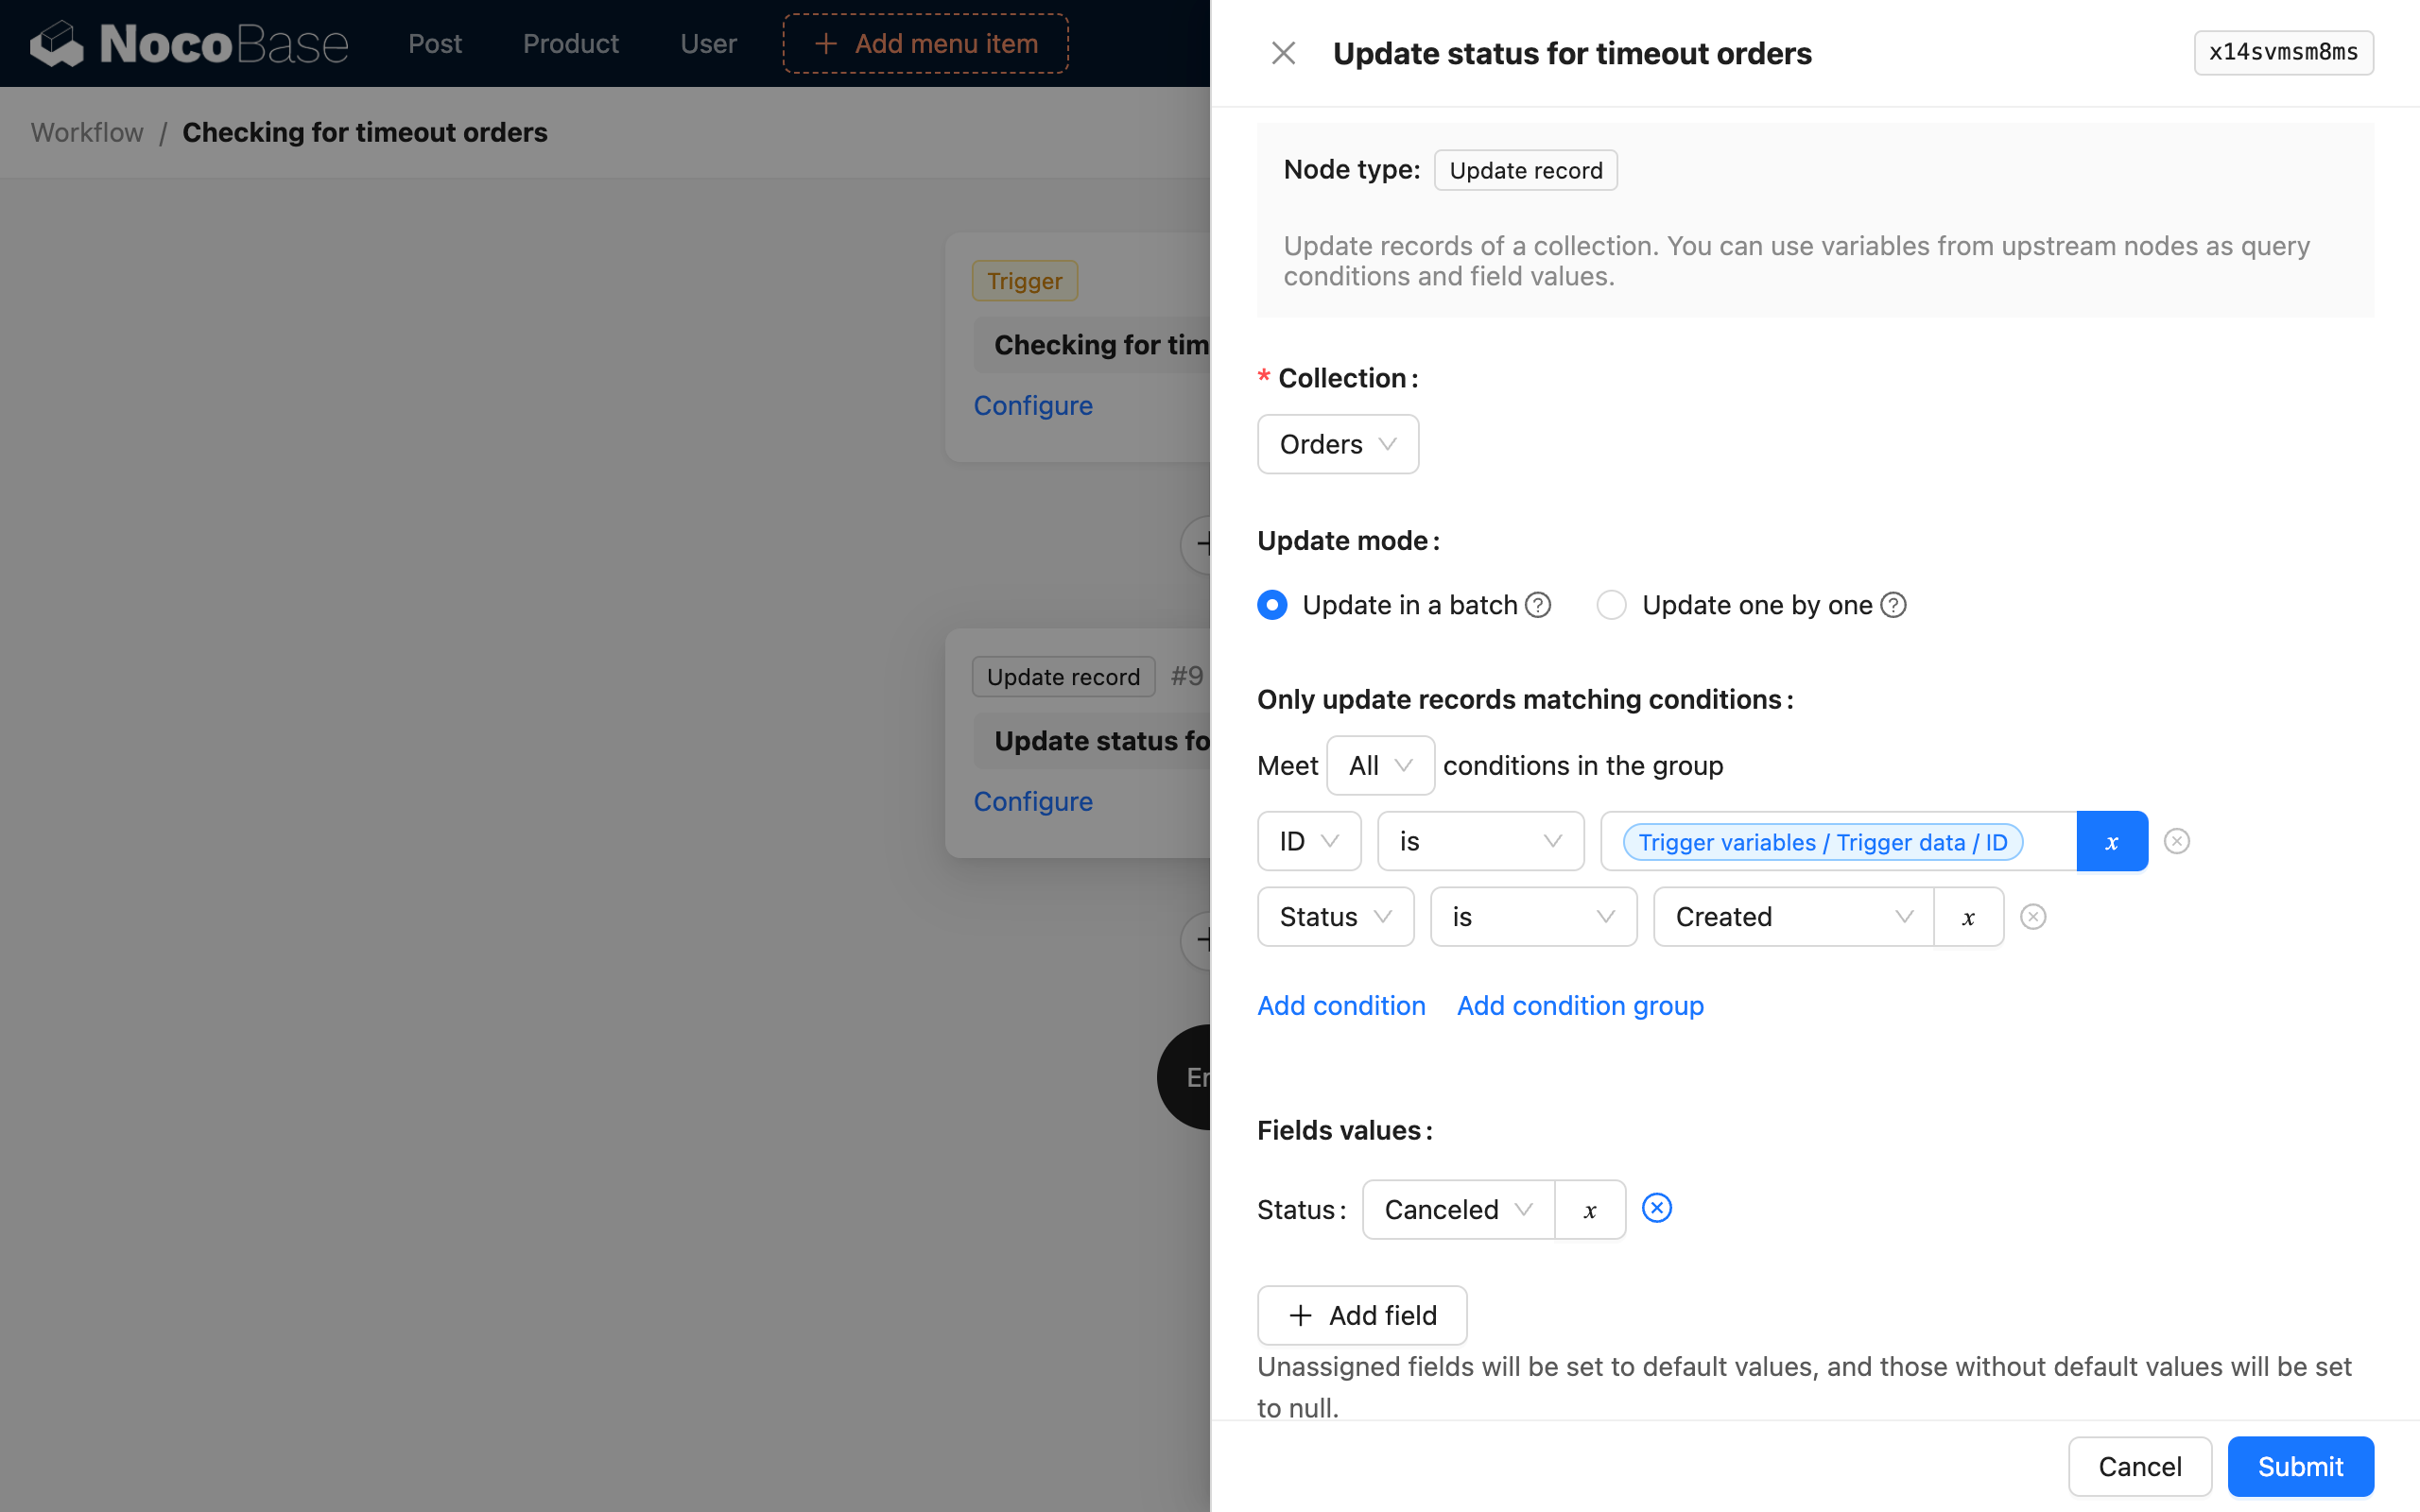 NocoBase Post Product User + Add menu item
Workflow / Checking for timeout orders
Trigger
Checking for tim
Configure
Update record #9
Update status fo
Configure
Er
Update status for timeout orders x14svmsm8ms
Node type: Update record
Update records of a collection. You can use variables from upstream nodes as query
conditions and field values.
* Collection:
Orders
Update mode:
Update in a batch Update one by one
Only update records matching conditions:
Meet All conditions in the group
ID is Trigger variables / Trigger data / ID x
Status is Created x
Add condition Add condition group
Fields values:
Status: Canceled x
+ Add field
Unassigned fields will be set to default values, and those without default values will be set
to null.
Cancel Submit